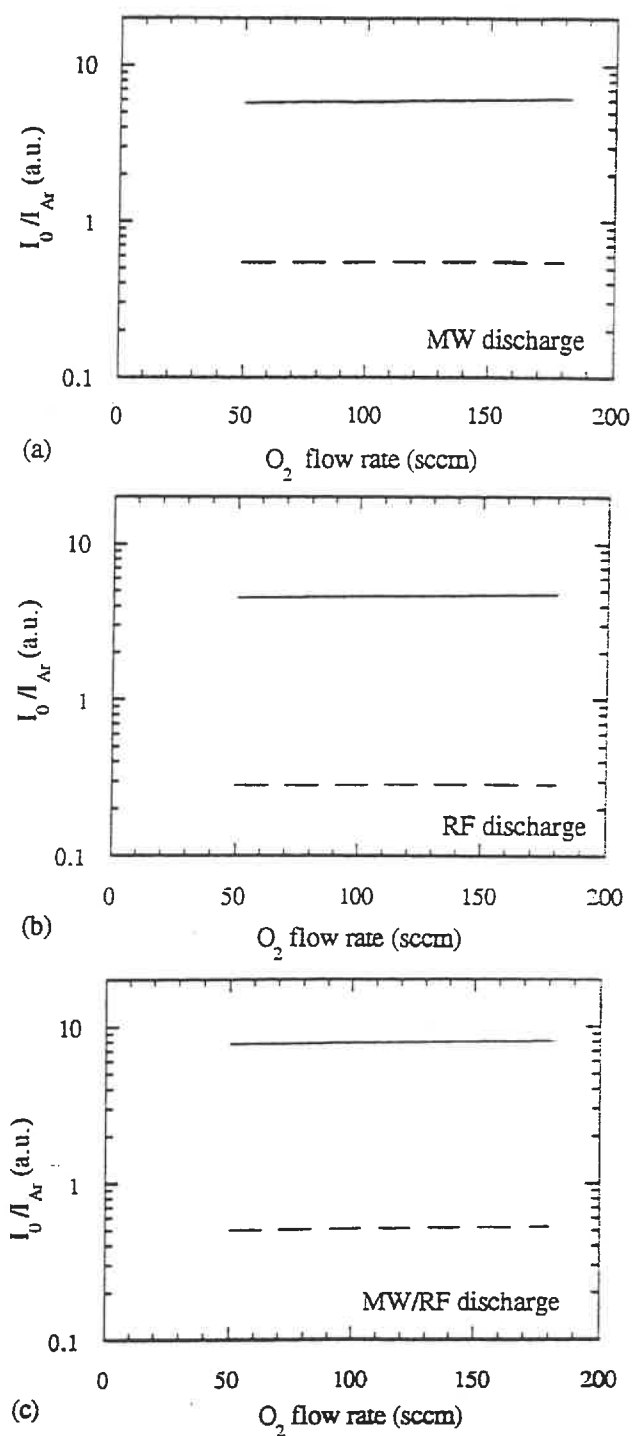 10
1
0.1
I0/IAr (a.u.)
MW discharge
0 50 100 150 200
(a)
O2 flow rate (sccm)
10
1
0.1
I0/IAr (a.u.)
RF discharge
0 50 100 150 200
(b)
O2 flow rate (sccm)
10
1
0.1
I0/IAr (a.u.)
MW/RF discharge
0 50 100 150 200
(c)
O2 flow rate (sccm)